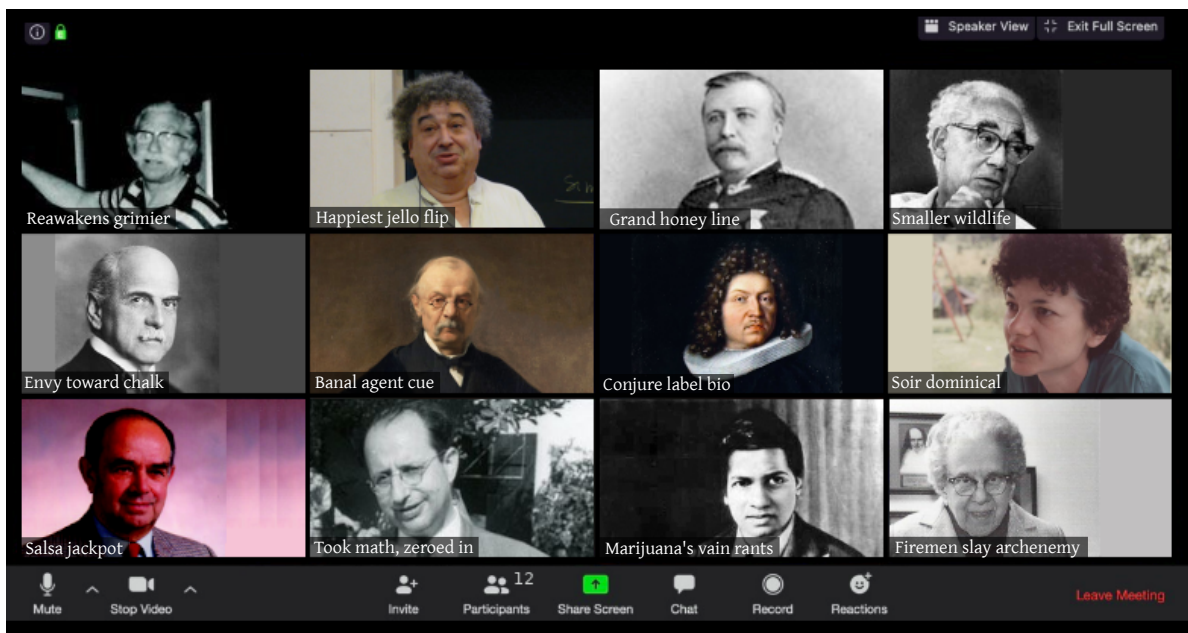 Speaker View
Exit Full Screen
Reawakens grimier
Happiest jello flip
Grand honey line
Smaller wildlife
Envy toward chalk
Banal agent cue
Conjure label bio
Soir dominical
Salsa jackpot
Took math, zeroed in
Marijuana's vain rants
Firemen slay archenemy
Mute
Stop Video
Invite
Participants
12
Share Screen
Chat
Record
Reactions
Leave Meeting